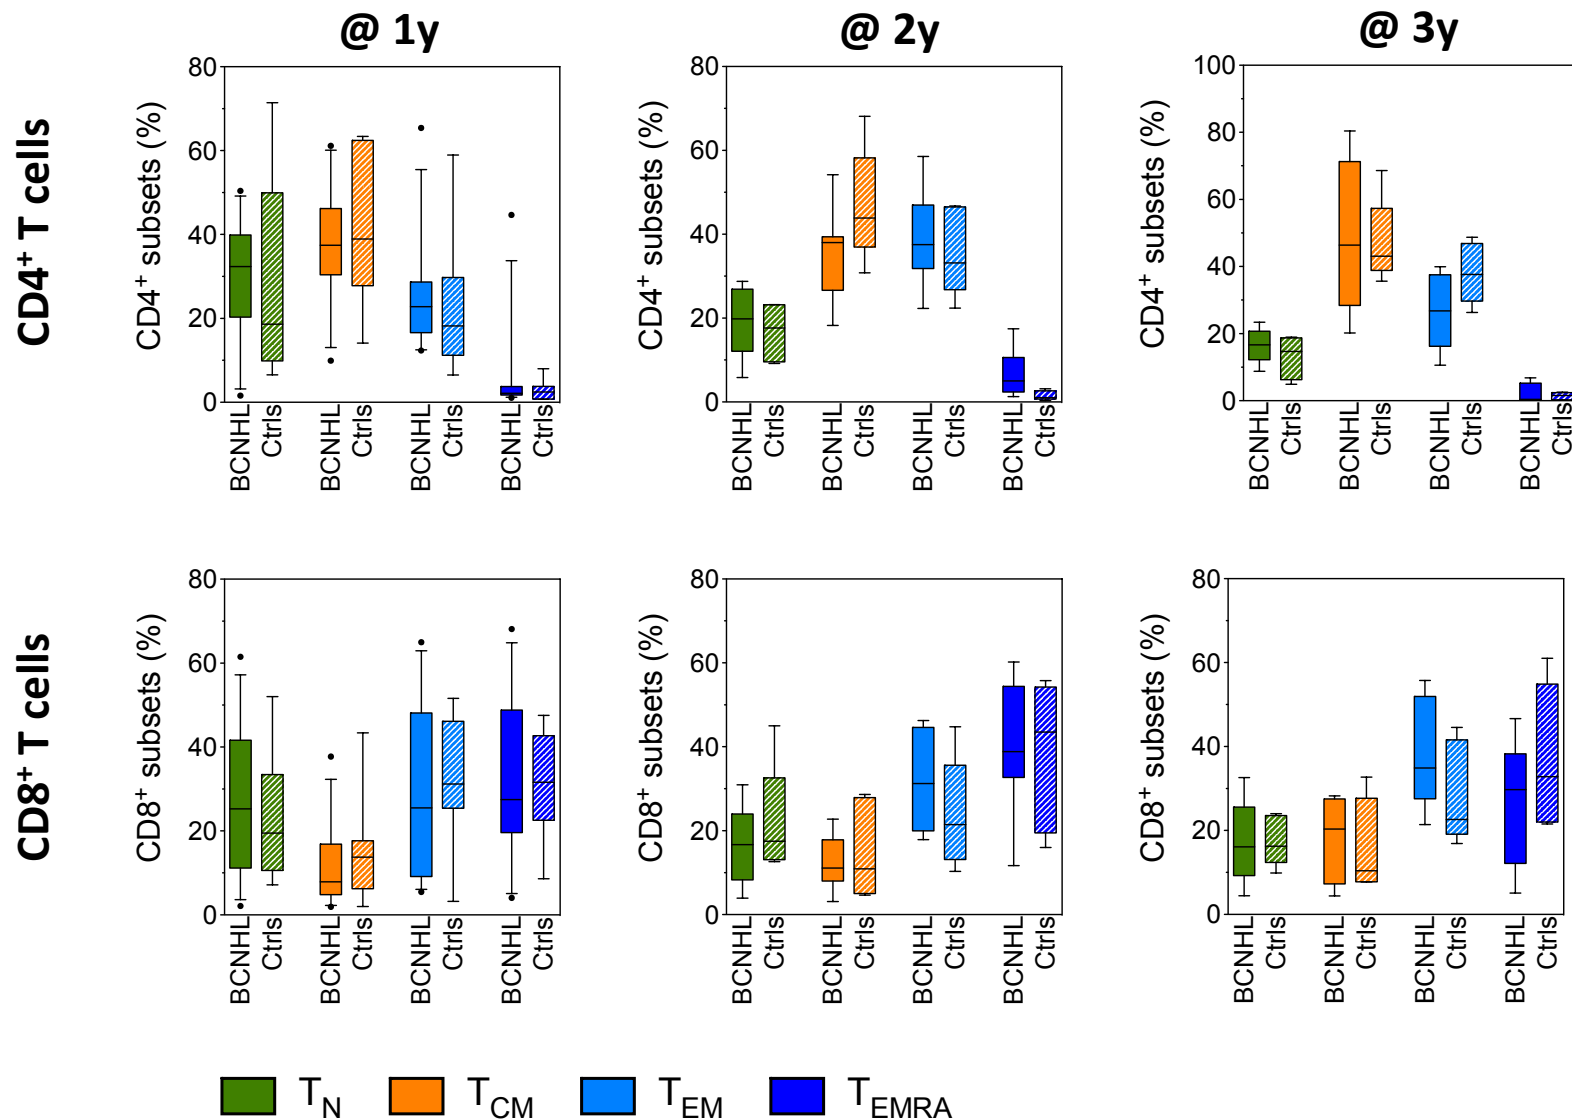 @ 1y
@ 2y
@ 3y
CD4+ T cells
CD4+ subsets (%)
80
60
40
20
0
BCNHL
Ctrls
BCNHL
Ctrls
BCNHL
Ctrls
BCNHL
Ctrls
CD4+ subsets (%)
80
60
40
20
0
BCNHL
Ctrls
BCNHL
Ctrls
BCNHL
Ctrls
BCNHL
Ctrls
CD4+ subsets (%)
100
80
60
40
20
0
BCNHL
Ctrls
BCNHL
Ctrls
BCNHL
Ctrls
BCNHL
Ctrls
CD8+ T cells
CD8+ subsets (%)
80
60
40
20
0
BCNHL
Ctrls
BCNHL
Ctrls
BCNHL
Ctrls
BCNHL
Ctrls
CD8+ subsets (%)
80
60
40
20
0
BCNHL
Ctrls
BCNHL
Ctrls
BCNHL
Ctrls
BCNHL
Ctrls
CD8+ subsets (%)
80
60
40
20
0
BCNHL
Ctrls
BCNHL
Ctrls
BCNHL
Ctrls
BCNHL
Ctrls
TN
TCM
TEM
TEMRA